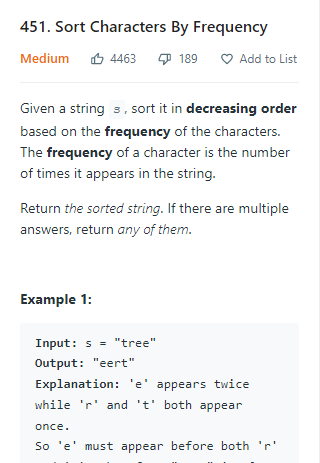 451. Sort Characters By Frequency
Medium 4463 189 Add to List
Given a string s, sort it in decreasing order
based on the frequency of the characters.
The frequency of a character is the number
of times it appears in the string.
Return the sorted string. If there are multiple
answers, return any of them.
Example 1:
Input: s = "tree"
Output: "eert"
Explanation: 'e' appears twice
while 'r' and 't' both appear
once.
So 'e' must appear before both 'r'